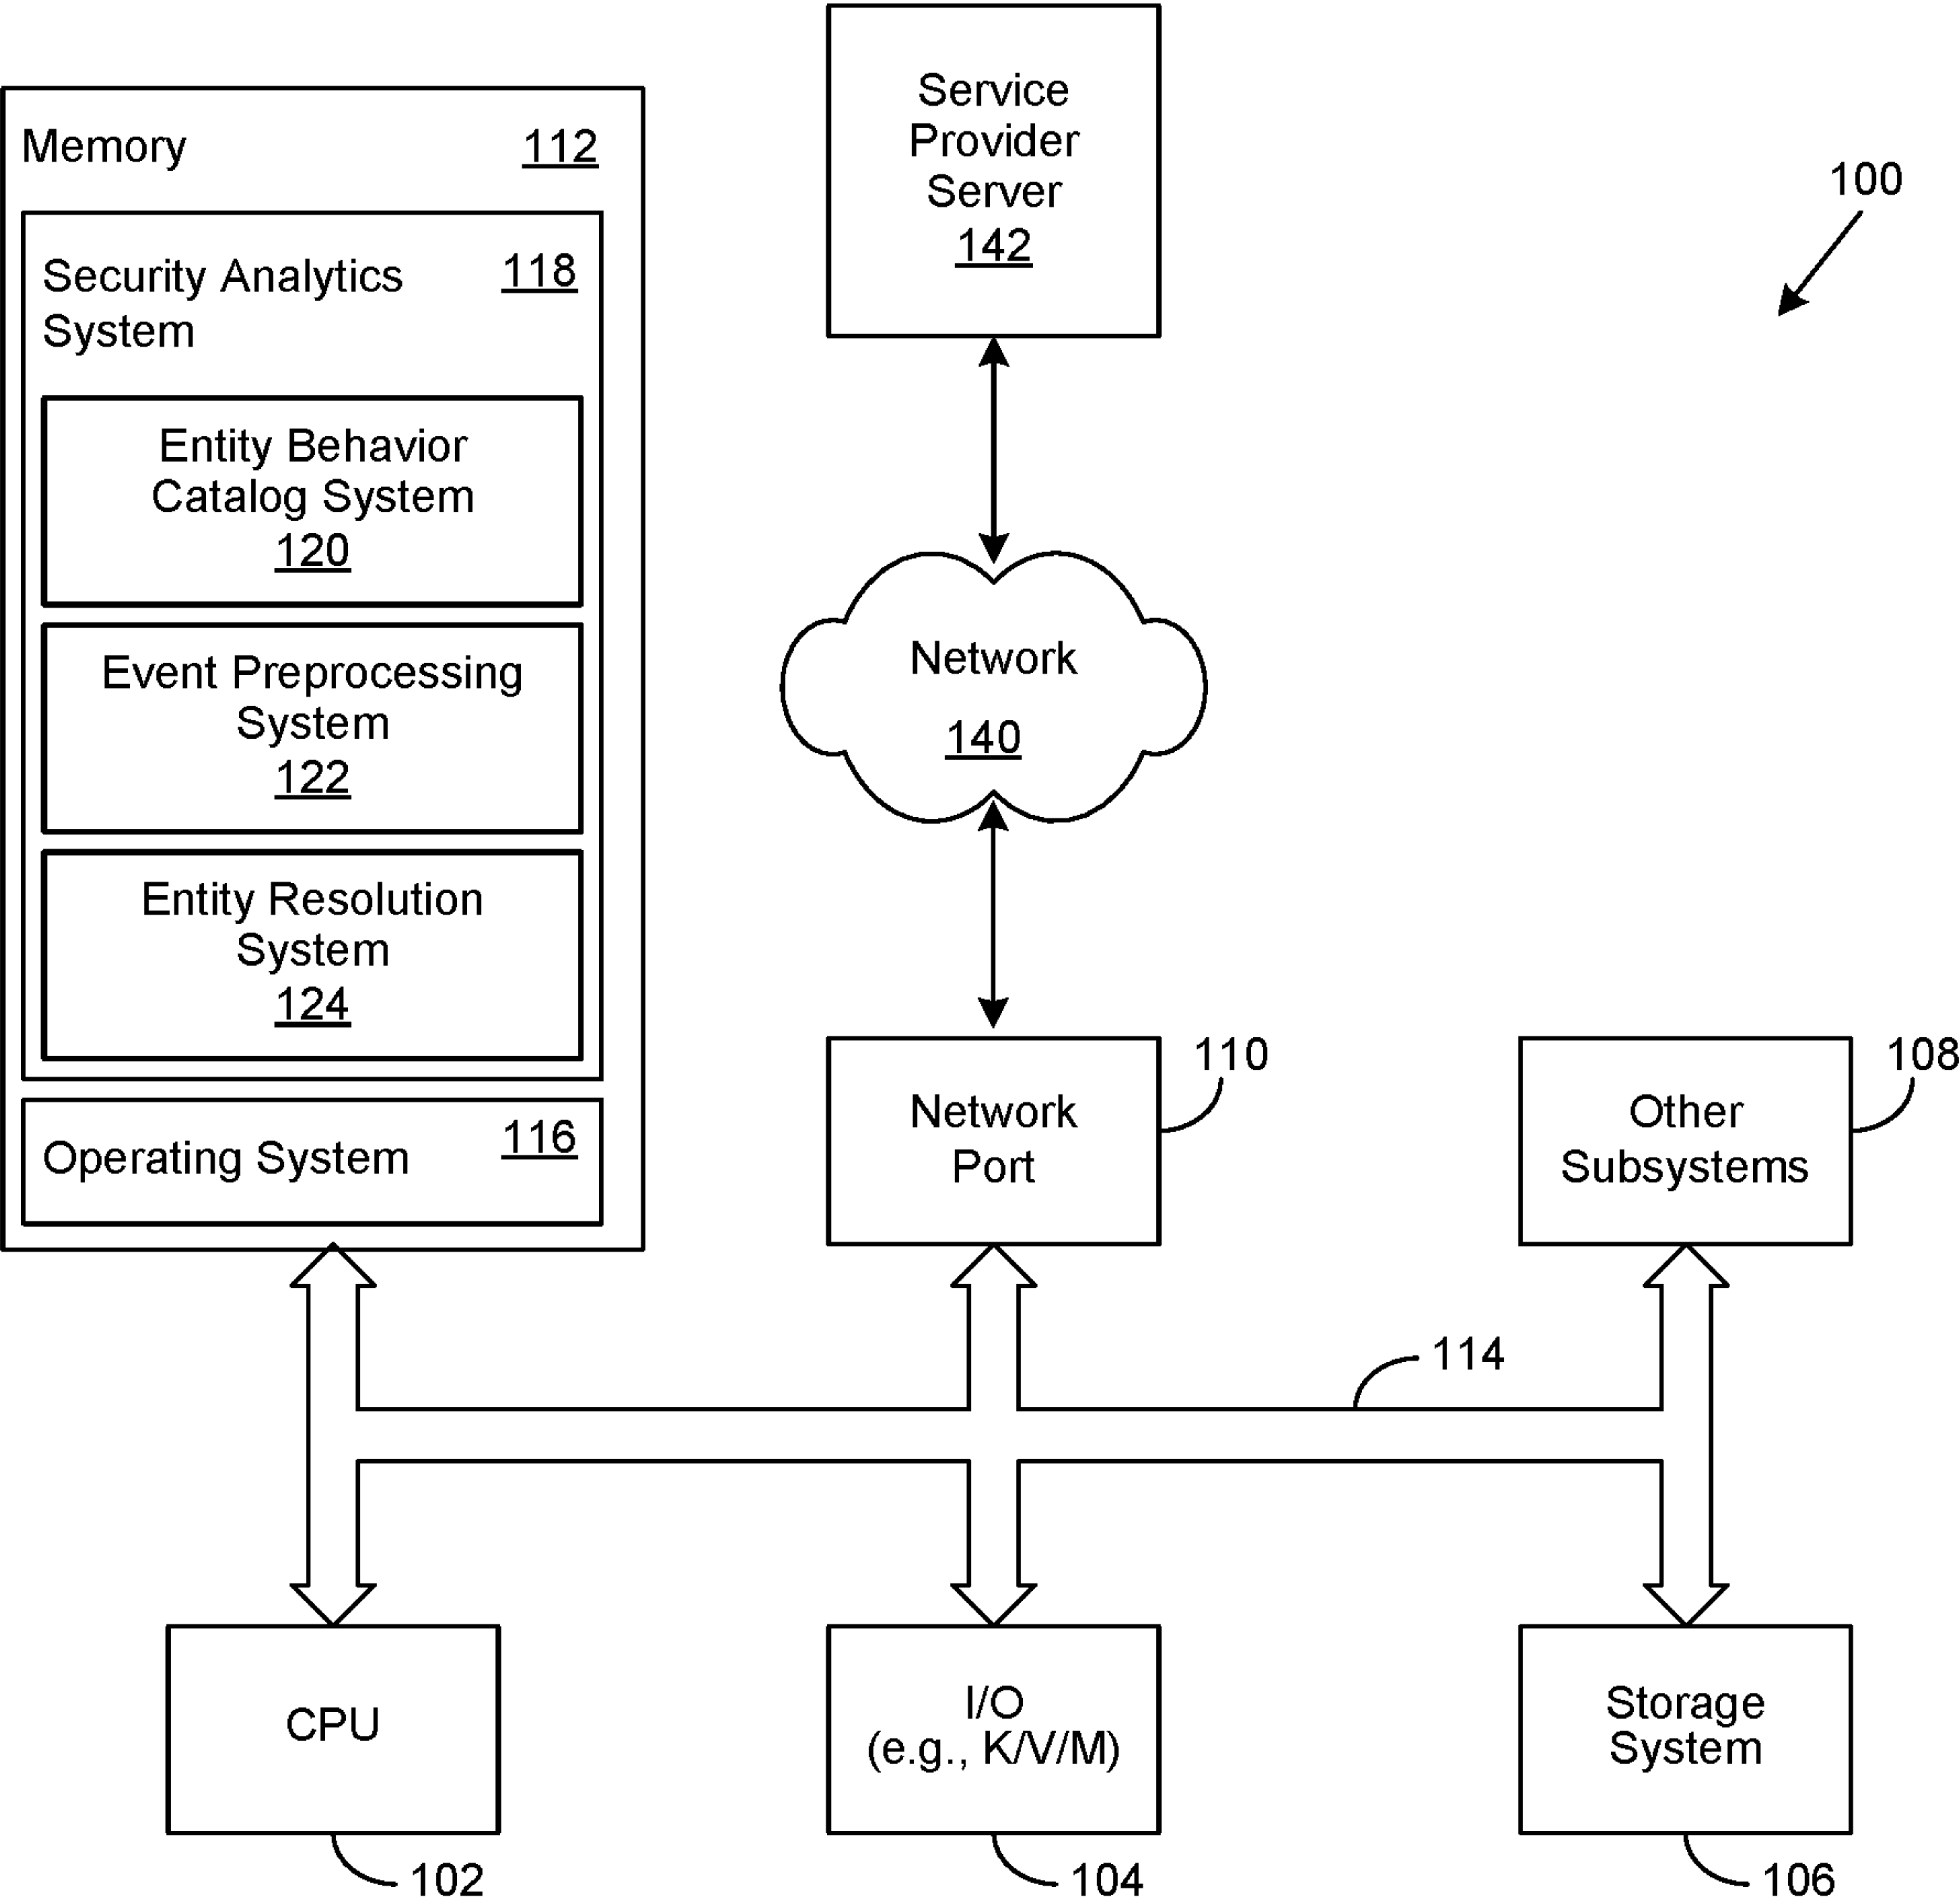 Memory 112
Security Analytics 118
System
Entity Behavior
Catalog System
120
Event Preprocessing
System
122
Entity Resolution
System
124
Operating System 116
Service
Provider
Server
142
100
Network
140
Network
Port
110
Other
Subsystems
108
114
CPU
102
I/O
(e.g., K/V/M)
104
Storage
System
106